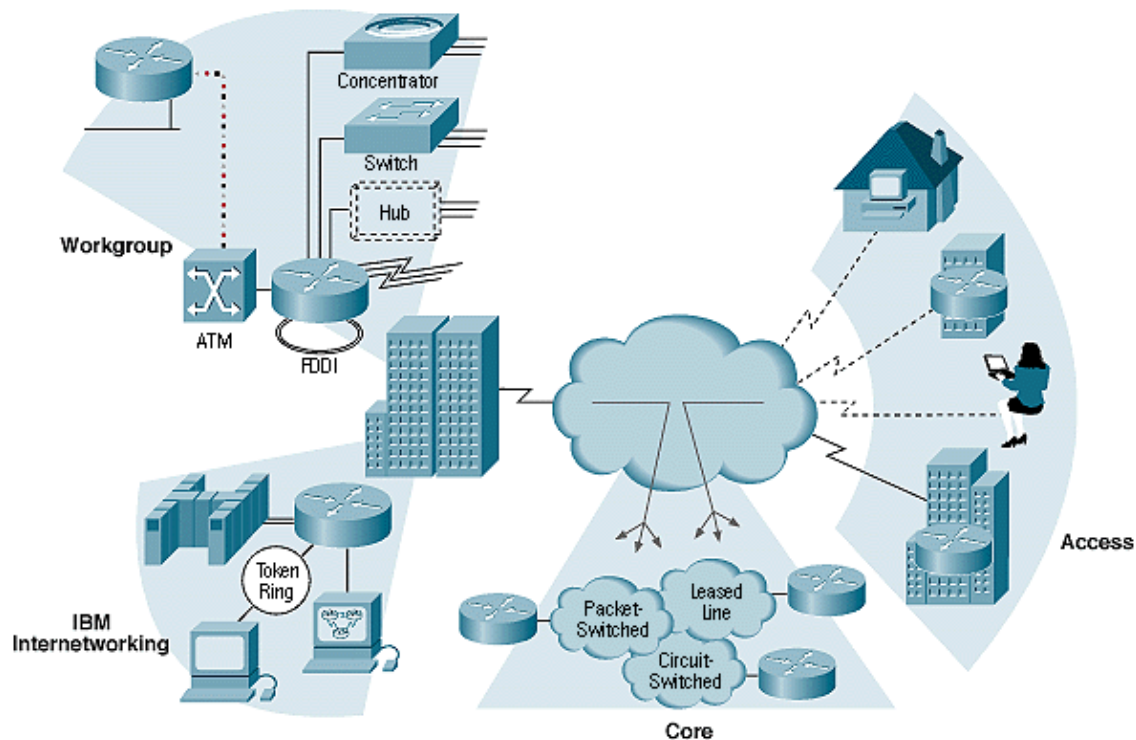 Concentrator
Switch
Hub
Workgroup
ATM
FDDI
Token
Ring
IBM
Internetworking
Packet-
Switched
Leased
Line
Circuit-
Switched
Core
Access